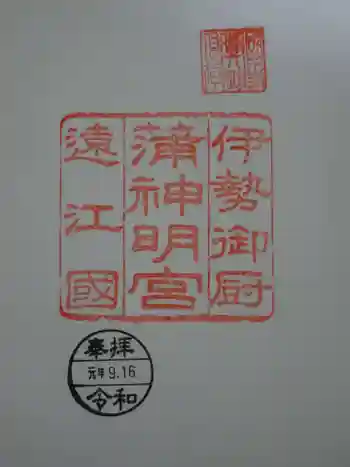 伊勢御厨
蒲神明宮
遠江國
奉拝
元年9.16
令和